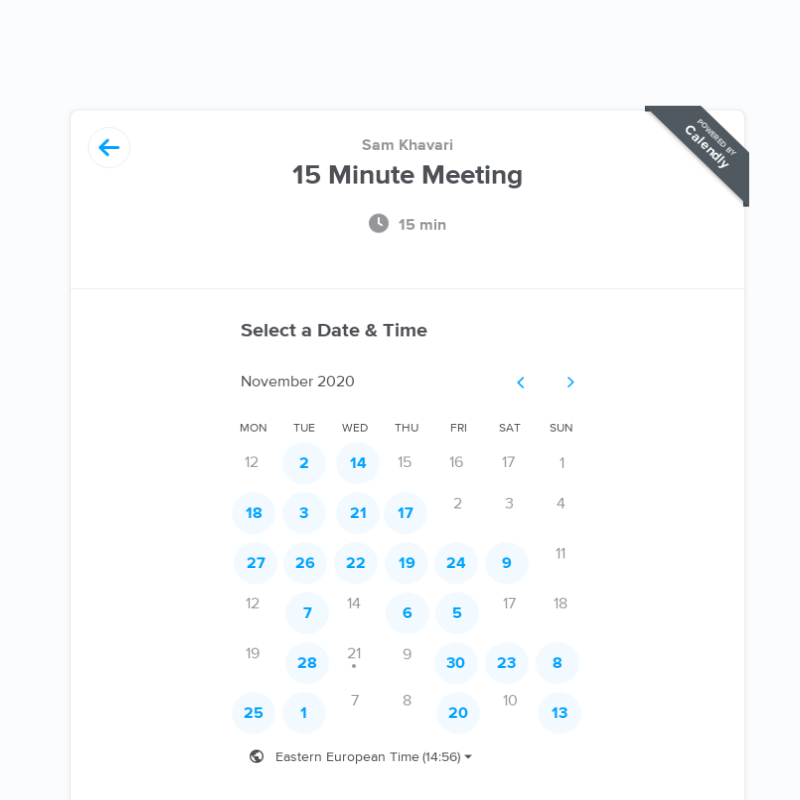 POWERED BY
Calendly
Sam Khavari
15 Minute Meeting
15 min
Select a Date & Time
November 2020
MON TUE WED THU FRI SAT SUN
12 2 14 15 16 17 1
18 3 21 17 2 3 4
27 26 22 19 24 9 11
12 7 14 6 5 17 18
19 28 21 9 30 23 8
25 1 7 8 20 10 13
Eastern European Time (14:56)